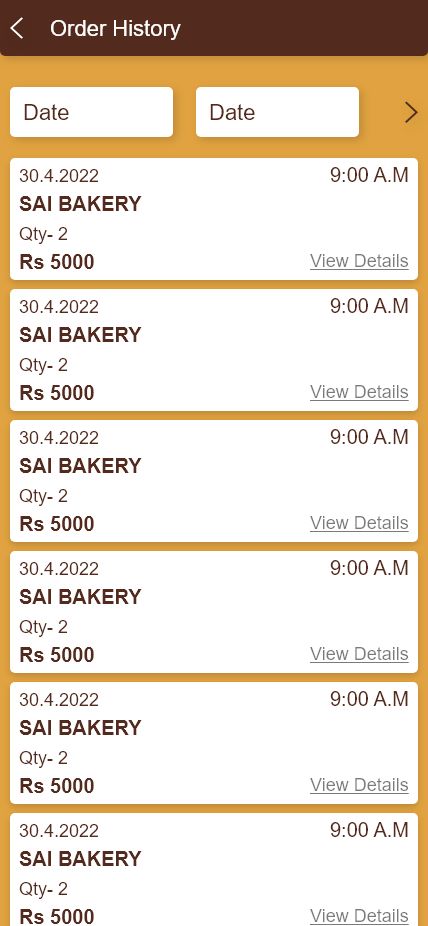 Order History
Date Date
30.4.2022 9:00 A.M
SAI BAKERY
Qty- 2
Rs 5000 View Details
30.4.2022 9:00 A.M
SAI BAKERY
Qty- 2
Rs 5000 View Details
30.4.2022 9:00 A.M
SAI BAKERY
Qty- 2
Rs 5000 View Details
30.4.2022 9:00 A.M
SAI BAKERY
Qty- 2
Rs 5000 View Details
30.4.2022 9:00 A.M
SAI BAKERY
Qty- 2
Rs 5000 View Details
30.4.2022 9:00 A.M
SAI BAKERY
Qty- 2
Rs 5000 View Details